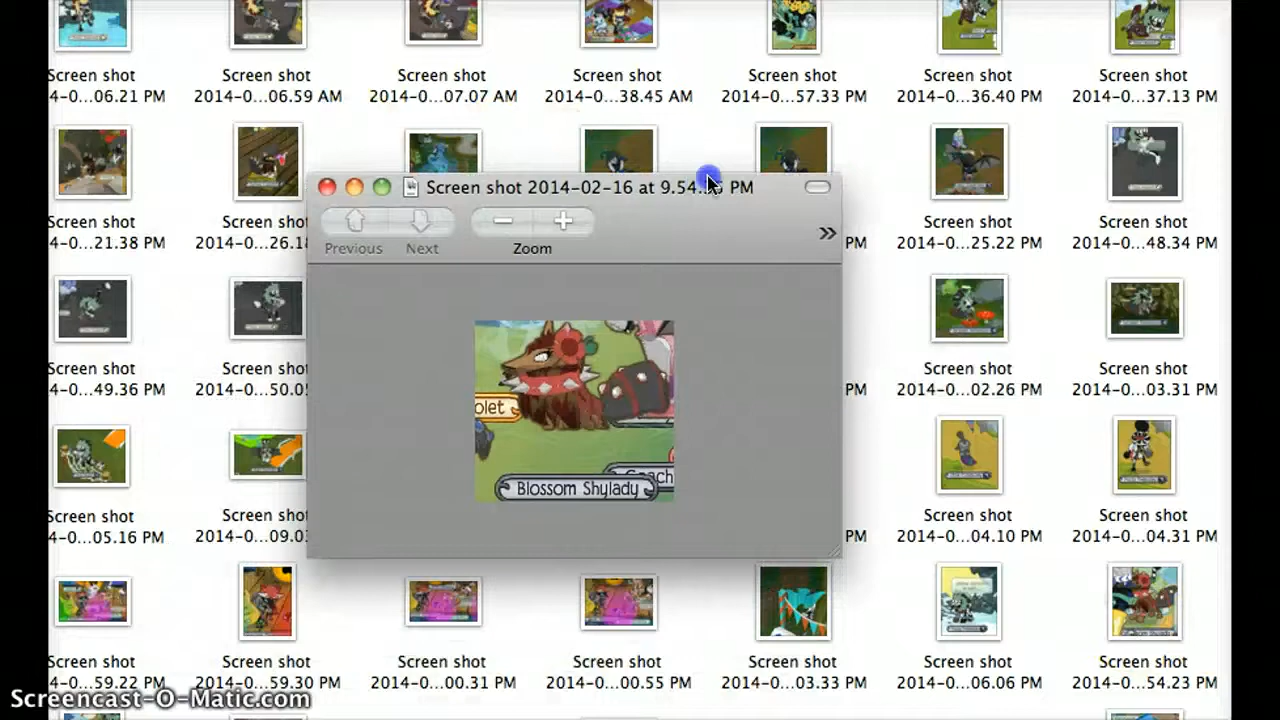 Screen shot
4-0...06.21 PM
Screen shot
2014-0...06.59 AM
Screen shot
2014-0...07.07 AM
Screen shot
2014-0...38.45 AM
Screen shot
2014-0...57.33 PM
Screen shot
2014-0...36.40 PM
Screen shot
2014-0...37.13 PM
Screen shot
4-0...21.38 PM
Screen shot 2014-02-16 at 9.54... PM
Previous
Next
Zoom
PM
Screen shot
2014-0...25.22 PM
Screen shot
2014-0...48.34 PM
Screen shot
4-0...49.36 PM
olet
Blossom Shylady
PM
Screen shot
2014-0...02.26 PM
Screen shot
2014-0...03.31 PM
Screen shot
4-0...05.16 PM
PM
Screen shot
2014-0...04.10 PM
Screen shot
2014-0...04.31 PM
Screen shot
4-0...59.22 PM
Screen shot
2014-0...59.30 PM
Screen shot
2014-0...00.31 PM
Screen shot
2014-0...00.55 PM
Screen shot
2014-0...03.33 PM
Screen shot
2014-0...06.06 PM
Screen shot
2014-0...54.23 PM
Screencast-O-Matic.com